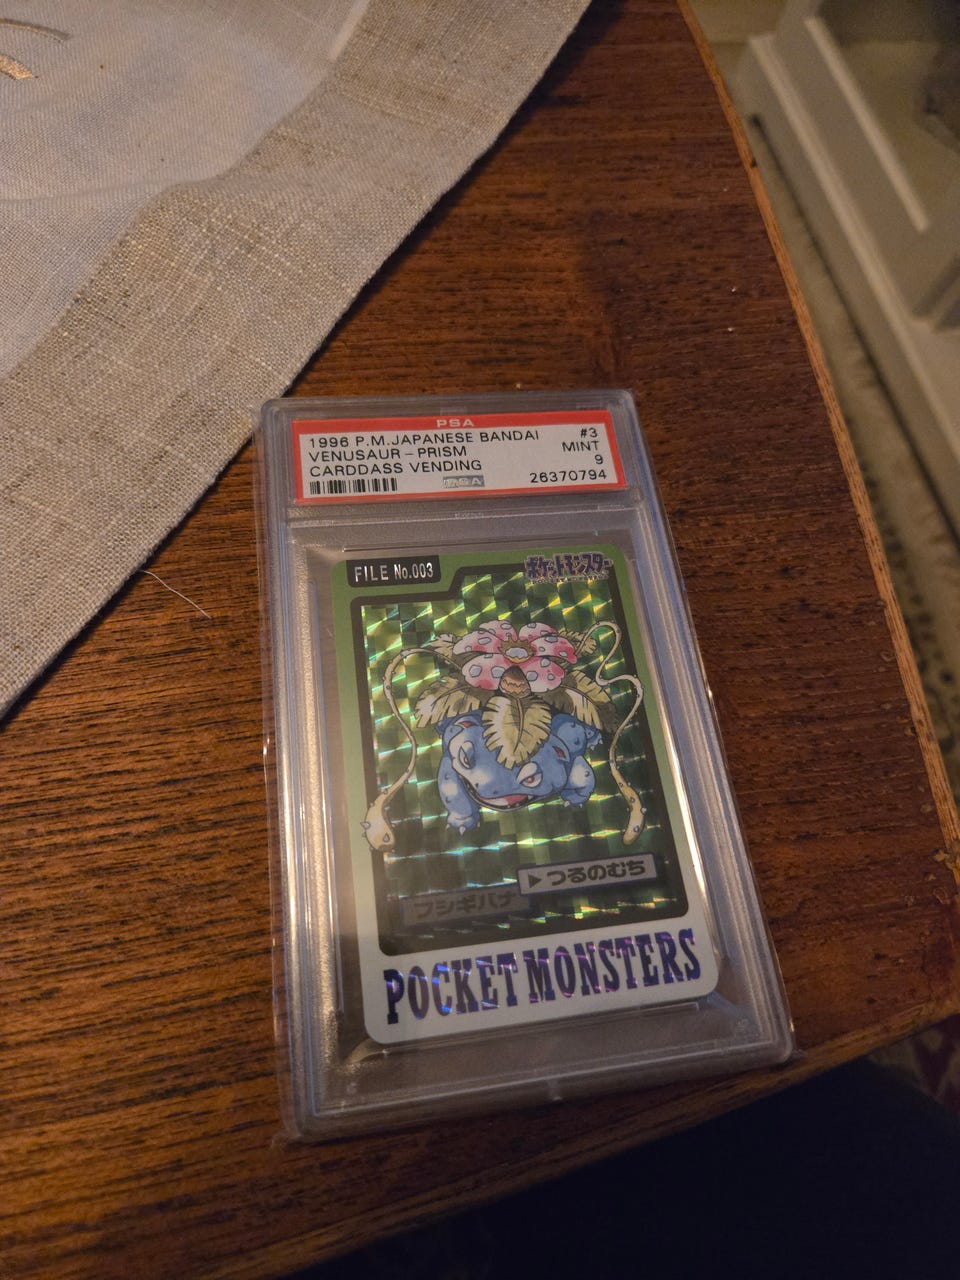 PSA
1996 P.M.JAPANESE BANDAI #3
VENUSAUR-PRISM MINT
CARDDASS VENDING 9
PSA 26370794
FILE No.003
ポケットモンスター
▶つるのむち
フシギバナ
POCKET MONSTERS